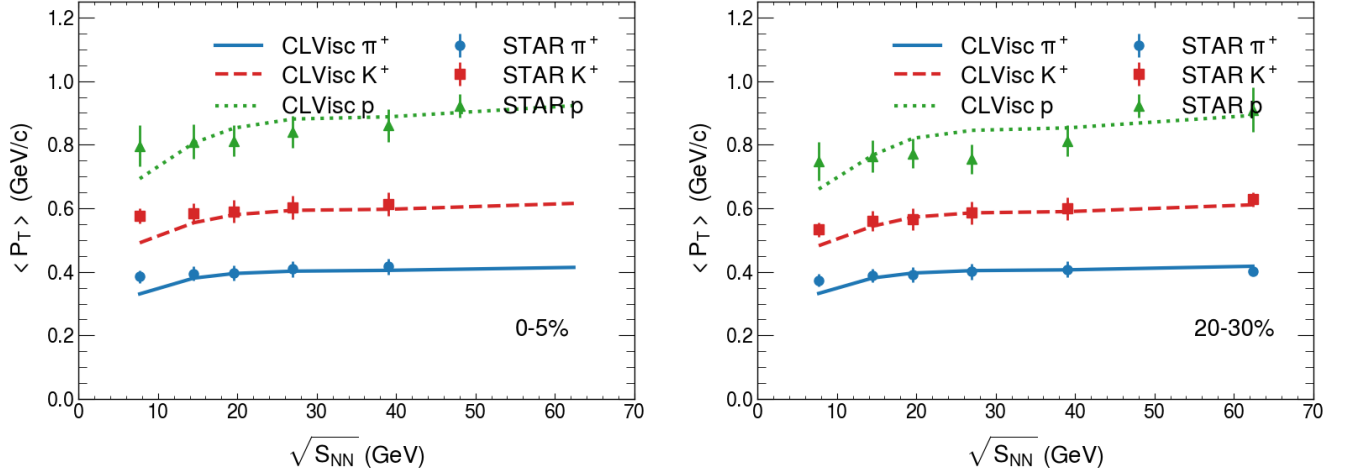 1.2
1.0
0.8
0.6
0.4
0.2
0.0
< P_T > (GeV/c)
CLVisc π⁺
CLVisc K⁺
CLVisc p
STAR π⁺
STAR K⁺
STAR p
0-5%
0 10 20 30 40 50 60 70
√S_NN (GeV)
1.2
1.0
0.8
0.6
0.4
0.2
0.0
< P_T > (GeV/c)
CLVisc π⁺
CLVisc K⁺
CLVisc p
STAR π⁺
STAR K⁺
STAR p
20-30%
0 10 20 30 40 50 60 70
√S_NN (GeV)